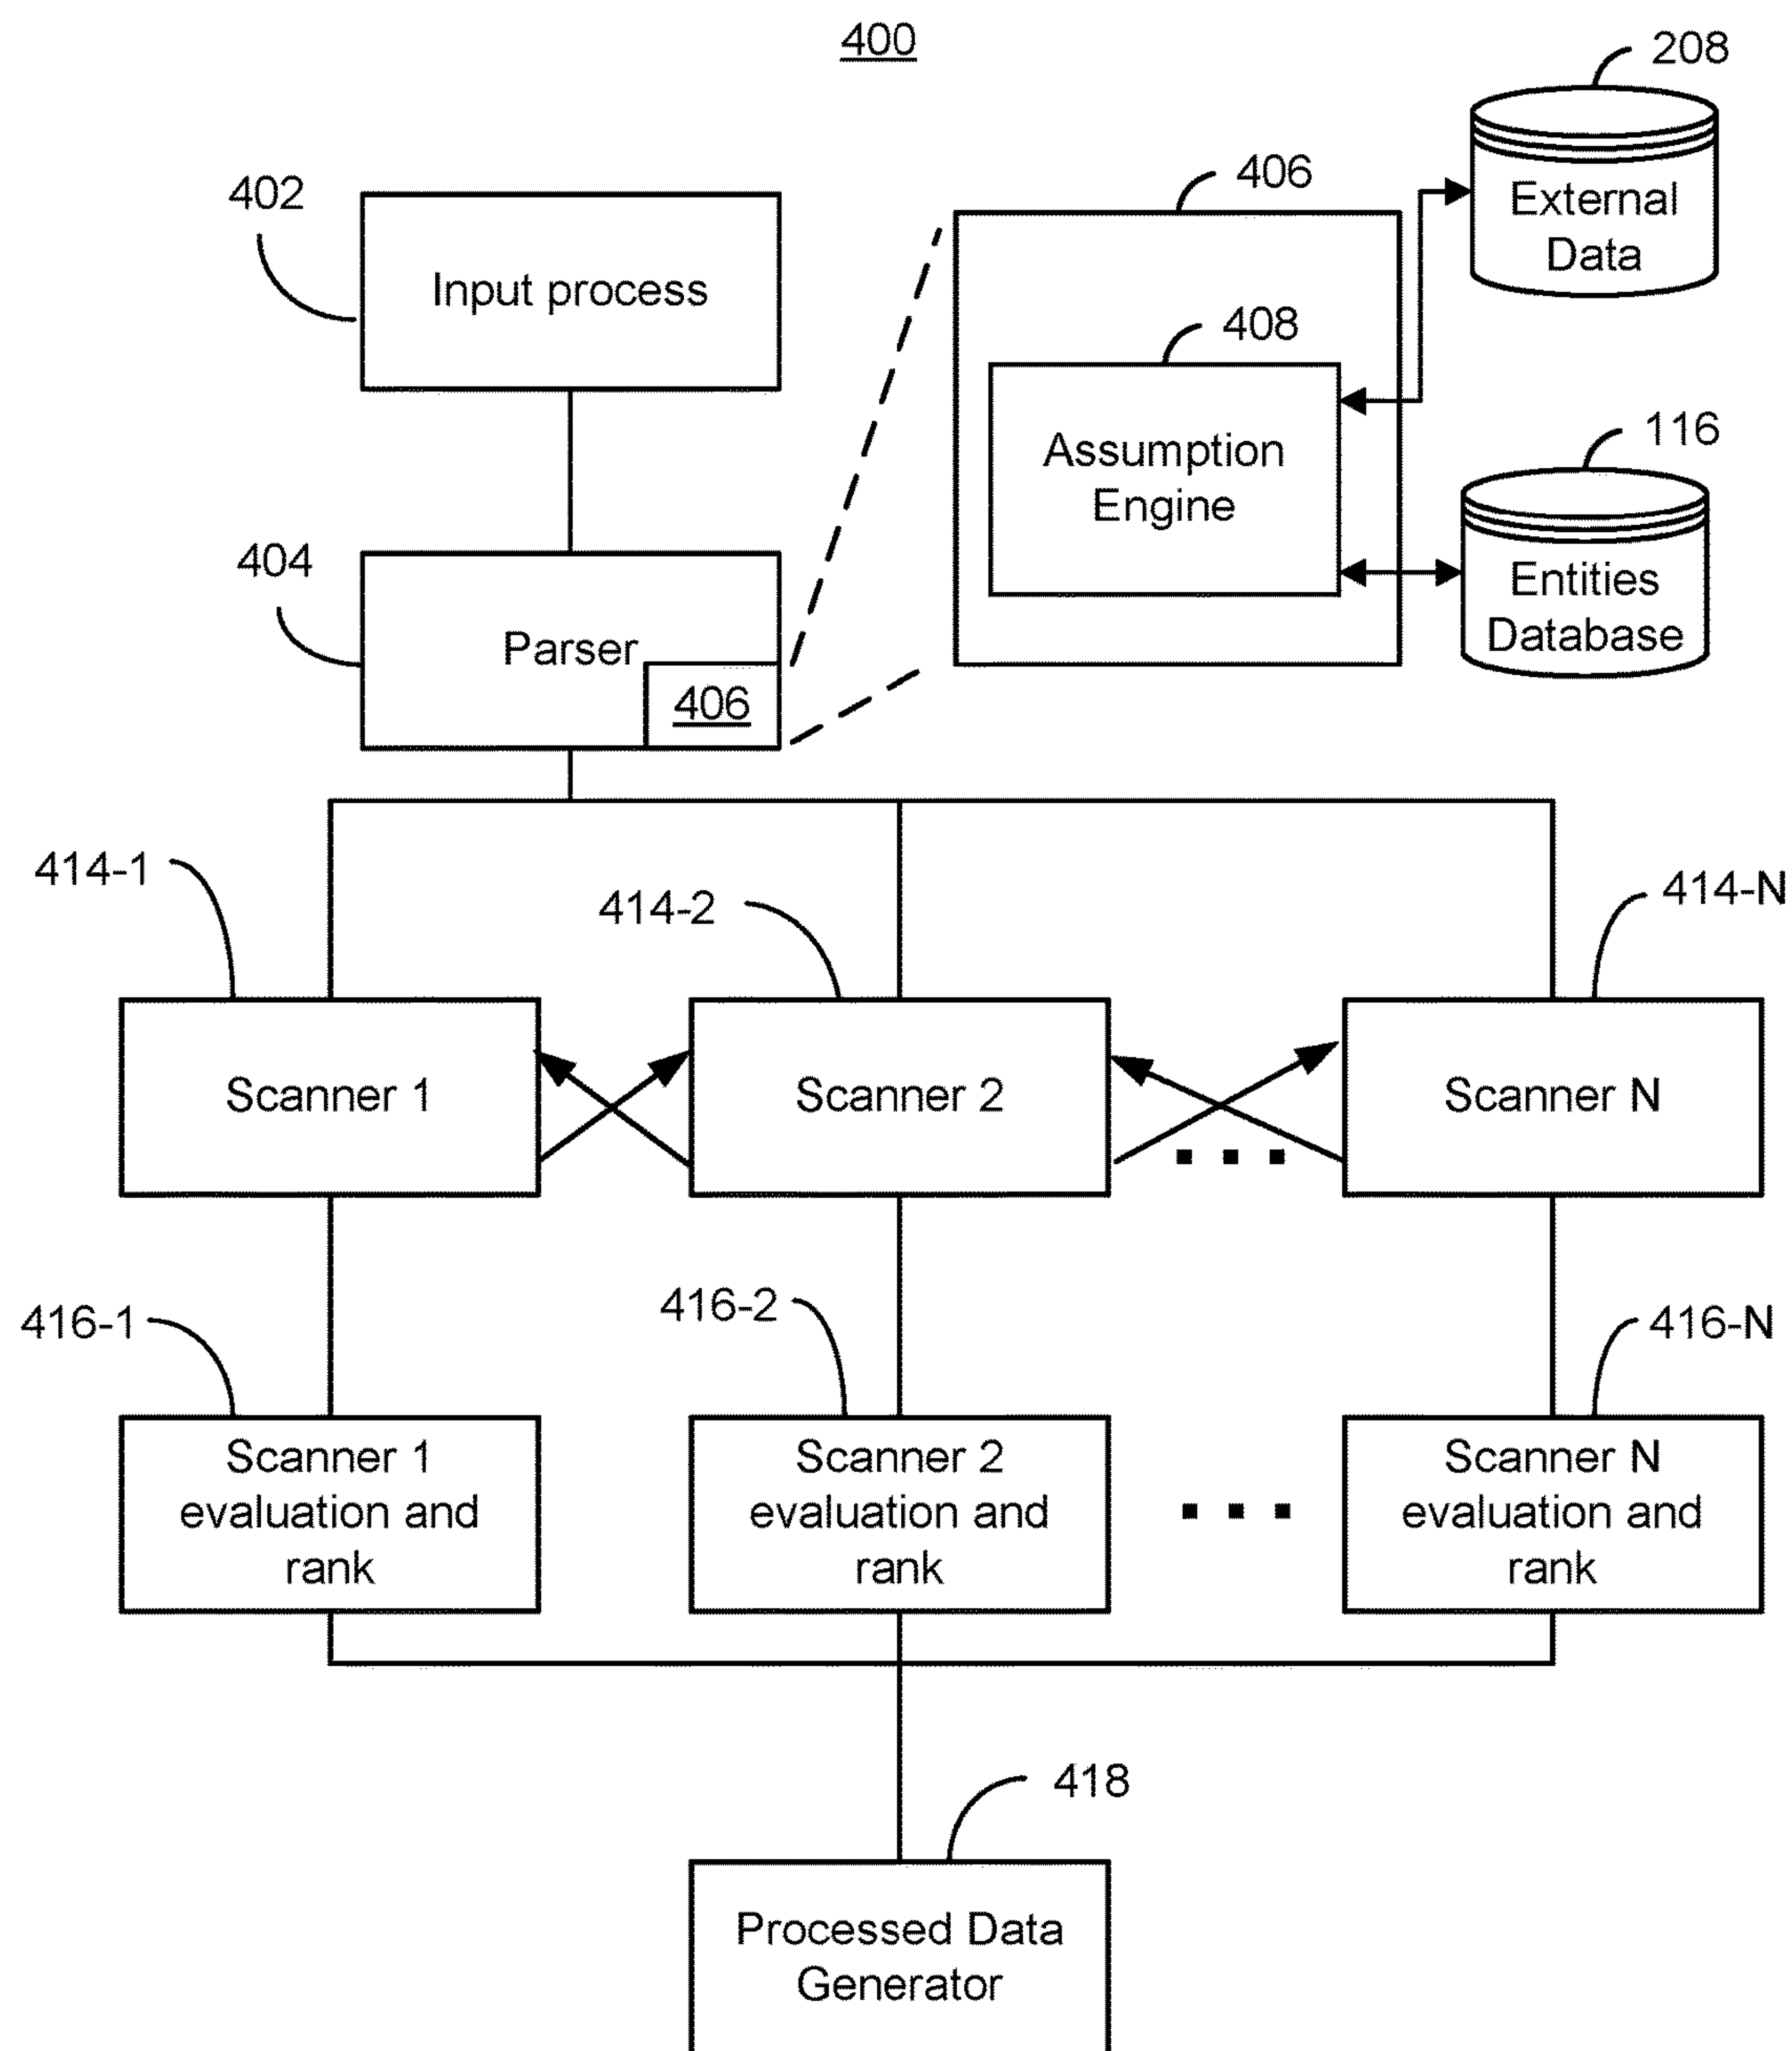 400
208
402
406
External
Data
Input process
408
116
Assumption
Engine
404
Entities
Database
Parser
406
414-1
414-2
414-N
Scanner 1
Scanner 2
Scanner N
. . .
416-1
416-2
416-N
Scanner 1
evaluation and
rank
Scanner 2
evaluation and
rank
. . .
Scanner N
evaluation and
rank
418
Processed Data
Generator